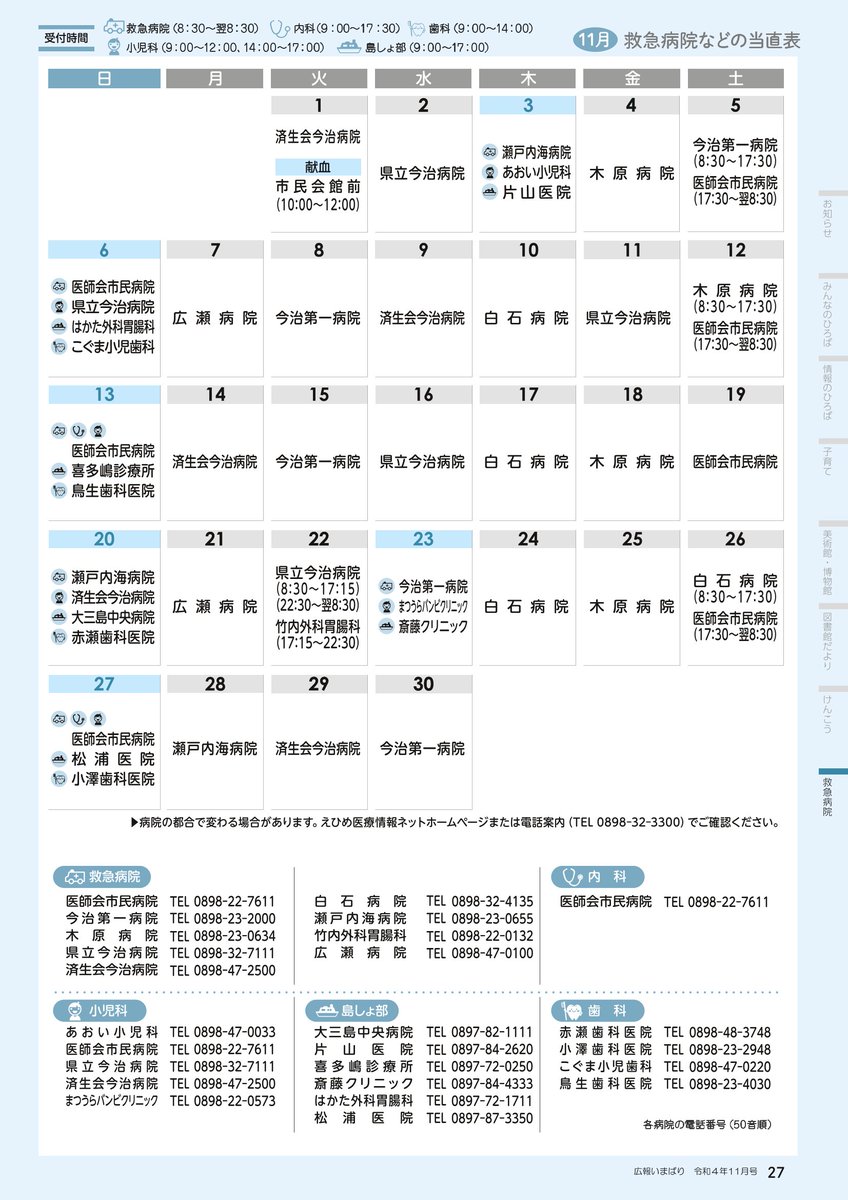 受付時間
救急病院(8:30〜翌8:30) 内科(9:00〜17:30) 歯科(9:00〜14:00)
小児科(9:00〜12:00、14:00〜17:00) 島しょ部(9:00〜17:00)
11月 救急病院などの当直表
日 月 火 水 木 金 土
1
済生会今治病院
献血
市民会館前
(10:00〜12:00)
2
県立今治病院
3
瀬戸内海病院
あおい小児科
片山医院
4
木原病院
5
今治第一病院
(8:30〜17:30)
医師会市民病院
(17:30〜翌8:30)
6
医師会市民病院
県立今治病院
はかた外科胃腸科
こぐま小児歯科
7
広瀬病院
8
今治第一病院
9
済生会今治病院
10
白石病院
11
県立今治病院
12
木原病院
(8:30〜17:30)
医師会市民病院
(17:30〜翌8:30)
13
医師会市民病院
喜多嶋診療所
鳥生歯科医院
14
済生会今治病院
15
今治第一病院
16
県立今治病院
17
白石病院
18
木原病院
19
医師会市民病院
20
瀬戸内海病院
済生会今治病院
大三島中央病院
赤瀬歯科医院
21
広瀬病院
22
県立今治病院
(8:30〜17:15)
(22:30〜翌8:30)
竹内外科胃腸科
(17:15〜22:30)
23
今治第一病院
まつうらバンビクリニック
斎藤クリニック
24
白石病院
25
木原病院
26
白石病院
(8:30〜17:30)
医師会市民病院
(17:30〜翌8:30)
27
医師会市民病院
松浦医院
小澤歯科医院
28
瀬戸内海病院
29
済生会今治病院
30
今治第一病院
▶病院の都合で変わる場合があります。えひめ医療情報ネットホームページまたは電話案内(TEL 0898-32-3300)でご確認ください。
救急病院
医師会市民病院 TEL 0898-22-7611
今治第一病院 TEL 0898-23-2000
木原病院 TEL 0898-23-0634
県立今治病院 TEL 0898-32-7111
済生会今治病院 TEL 0898-47-2500
白石病院 TEL 0898-32-4135
瀬戸内海病院 TEL 0898-23-0655
竹内外科胃腸科 TEL 0898-22-0132
広瀬病院 TEL 0898-47-0100
内科
医師会市民病院 TEL 0898-22-7611
小児科
あおい小児科 TEL 0898-47-0033
医師会市民病院 TEL 0898-22-7611
県立今治病院 TEL 0898-32-7111
済生会今治病院 TEL 0898-47-2500
まつうらバンビクリニック TEL 0898-22-0573
島しょ部
大三島中央病院 TEL 0897-82-1111
片山医院 TEL 0897-84-2620
喜多嶋診療所 TEL 0897-72-0250
斎藤クリニック TEL 0897-84-4333
はかた外科胃腸科 TEL 0897-72-1711
松浦医院 TEL 0897-87-3350
歯科
赤瀬歯科医院 TEL 0898-48-3748
小澤歯科医院 TEL 0898-23-2948
こぐま小児歯科 TEL 0898-47-0220
鳥生歯科医院 TEL 0898-23-4030
各病院の電話番号(50音順)
お知らせ
みんなのひろば
情報のひろば
子育て
美術館・博物館
図書館だより
けんこう
救急病院
広報いまばり 令和4年11月号 27